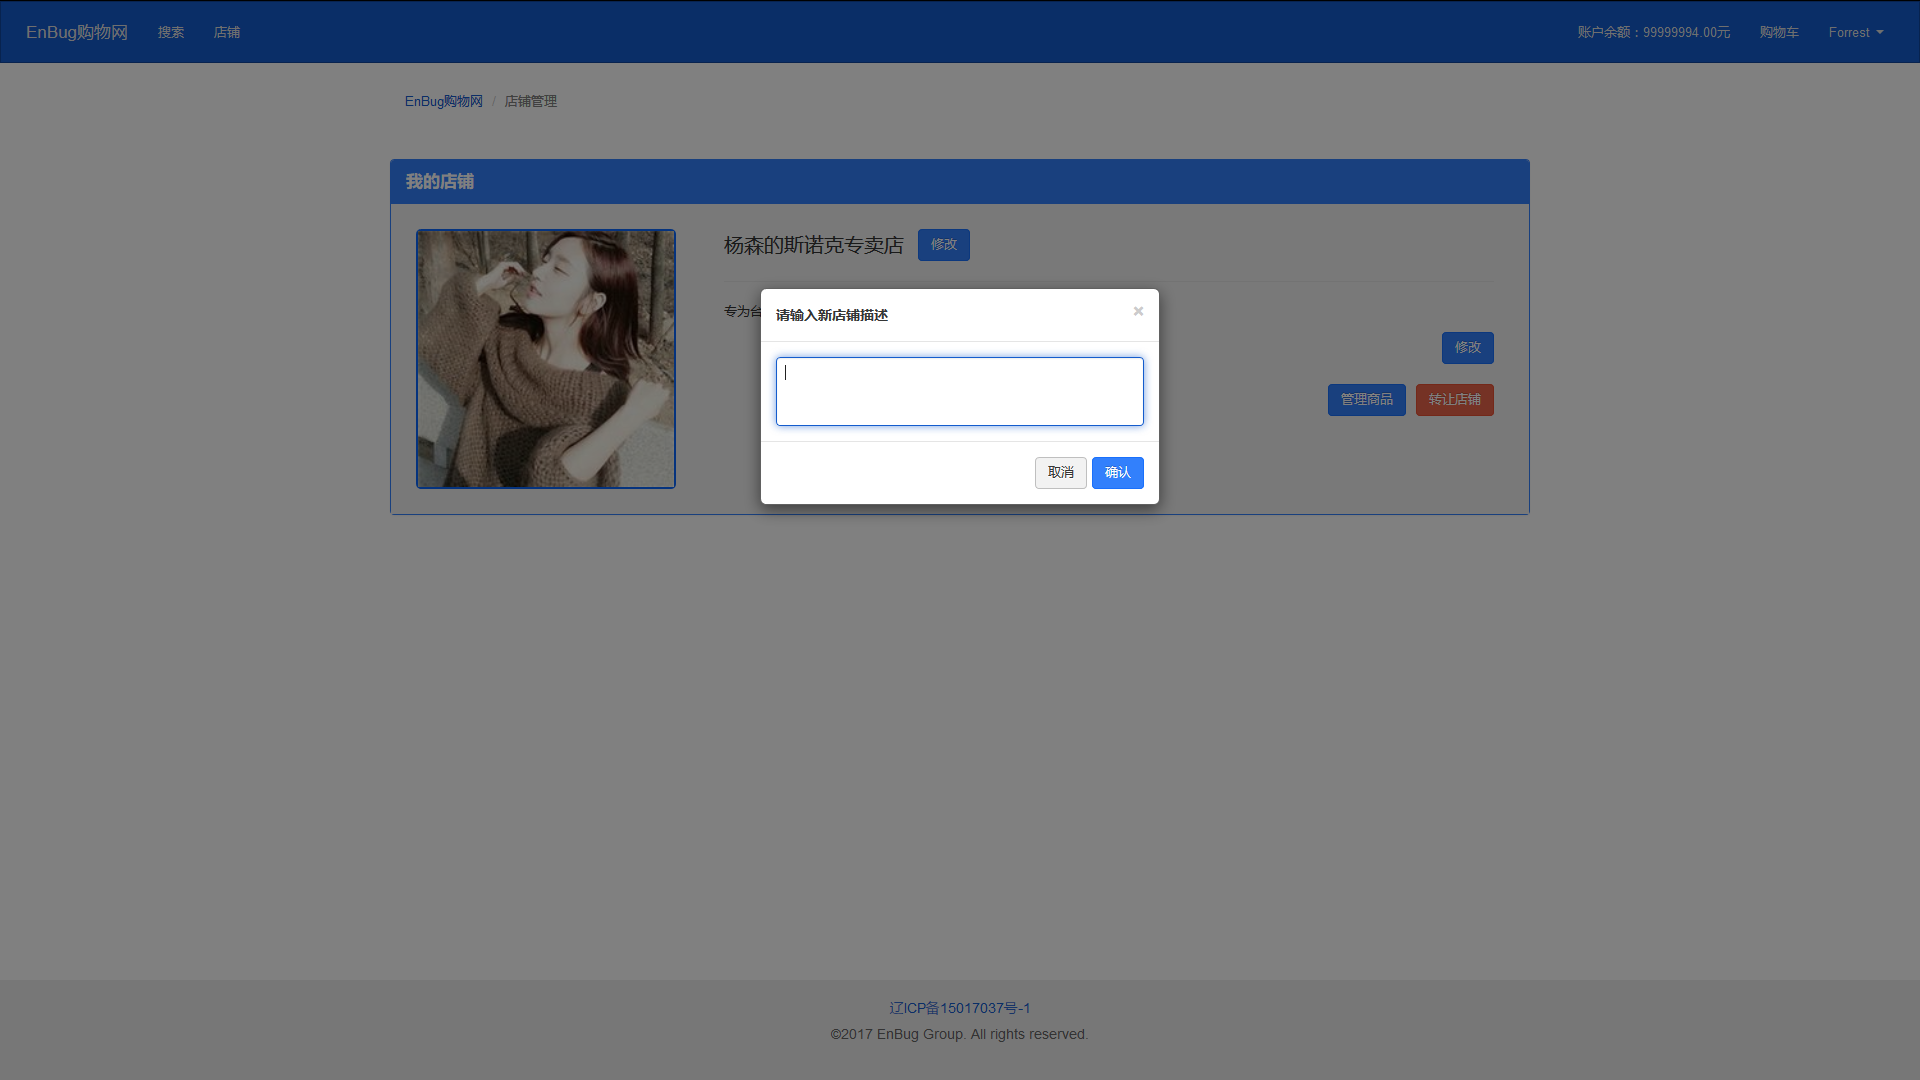 EnBug购物网 搜索 店铺 账户余额：99999994.00元 购物车 Forrest
EnBug购物网 / 店铺管理
我的店铺
杨森的斯诺克专卖店 修改
专为台
请输入新店铺描述 ×
修改
管理商品 转让店铺
取消 确认
辽ICP备15017037号-1
©2017 EnBug Group. All rights reserved.